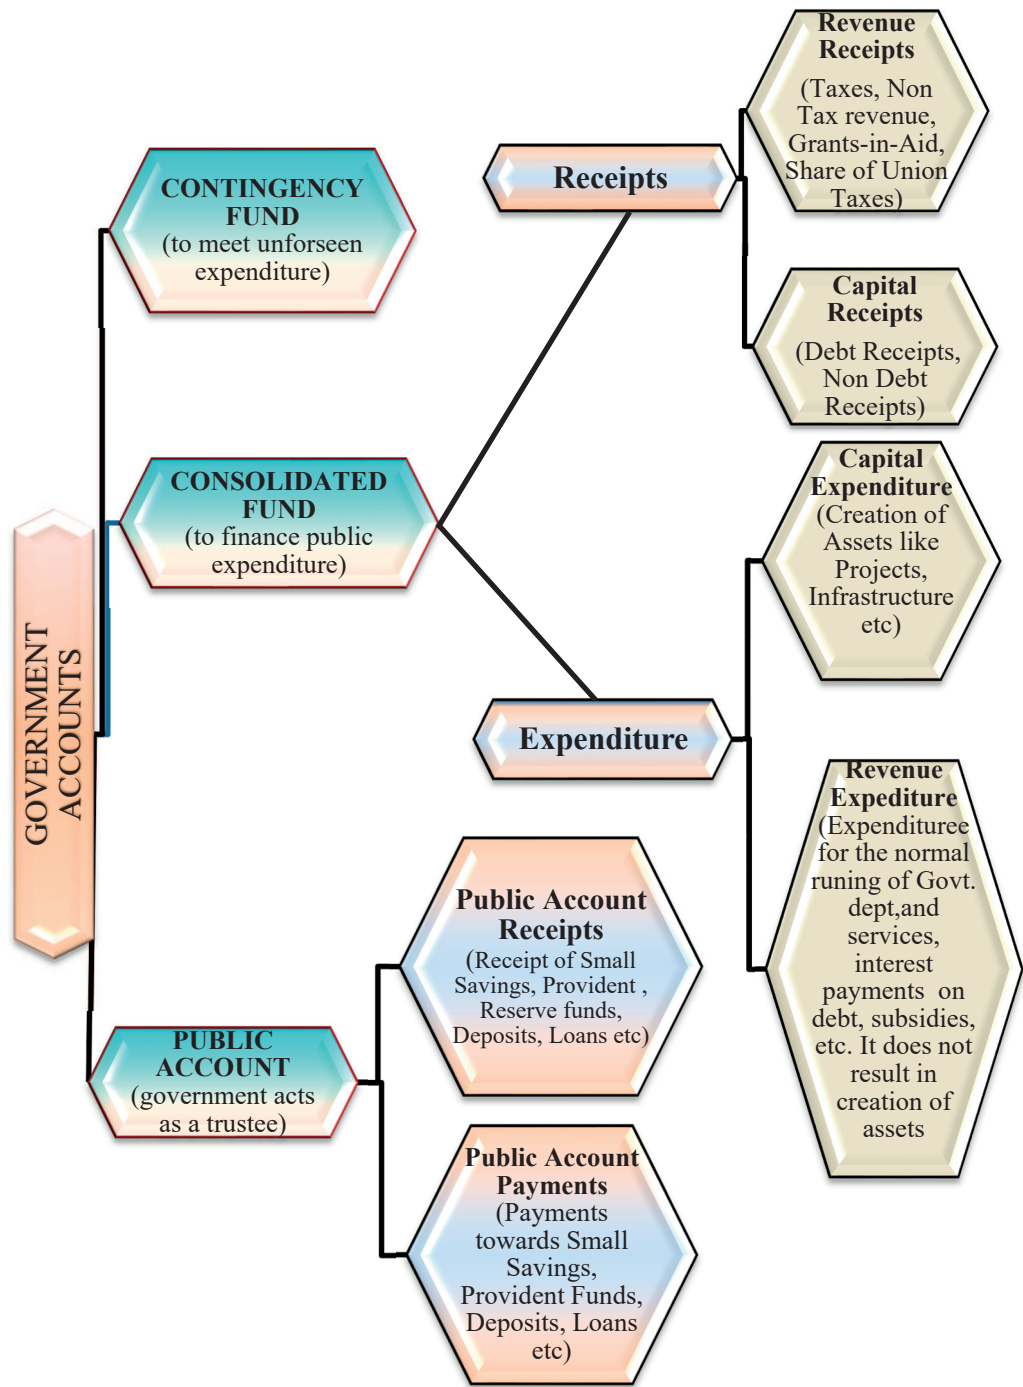 GOVERNMENT
ACCOUNTS
CONTINGENCY
FUND
(to meet unforseen
expenditure)
CONSOLIDATED
FUND
(to finance public
expenditure)
PUBLIC
ACCOUNT
(government acts
as a trustee)
Receipts
Revenue
Receipts
(Taxes, Non
Tax revenue,
Grants-in-Aid,
Share of Union
Taxes)
Capital
Receipts
(Debt Receipts,
Non Debt
Receipts)
Expenditure
Capital
Expenditure
(Creation of
Assets like
Projects,
Infrastructure
etc)
Revenue
Expediture
(Expendituree
for the normal
runing of Govt.
dept,and
services,
interest
payments on
debt, subsidies,
etc. It does not
result in
creation of
assets
Public Account
Receipts
(Receipt of Small
Savings, Provident ,
Reserve funds,
Deposits, Loans etc)
Public Account
Payments
(Payments
towards Small
Savings,
Provident Funds,
Deposits, Loans
etc)